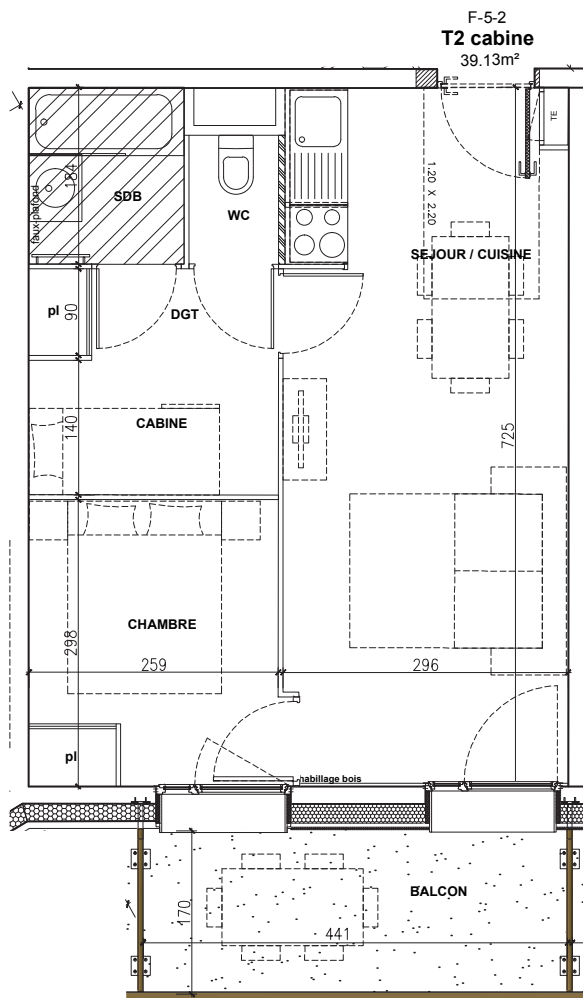 F-5-2
T2 cabine
39.13m²
TE
184
SDB
WC
faux plafond
1.20 X 2.20
SEJOUR / CUISINE
pl
90
DGT
140
CABINE
725
CHAMBRE
298
259
296
pl
habillage bois
BALCON
170
441